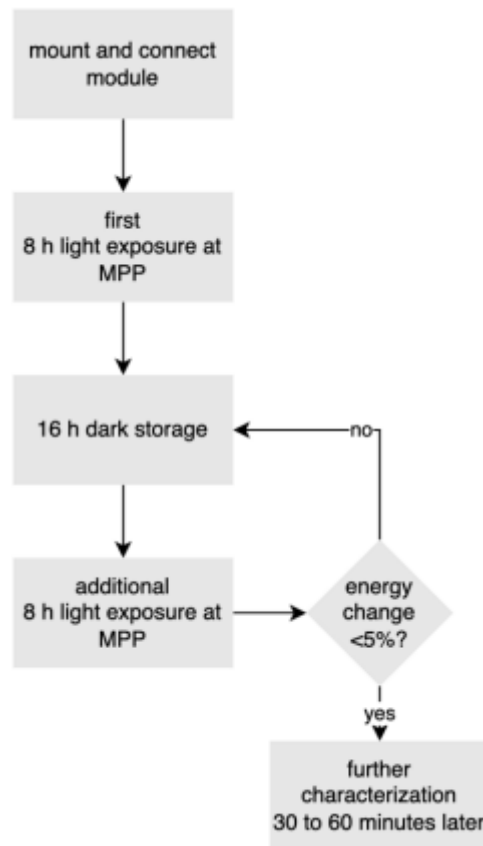 mount and connect
module
first
8 h light exposure at
MPP
16 h dark storage
no
additional
8 h light exposure at
MPP
energy
change
<5%?
yes
further
characterization
30 to 60 minutes later